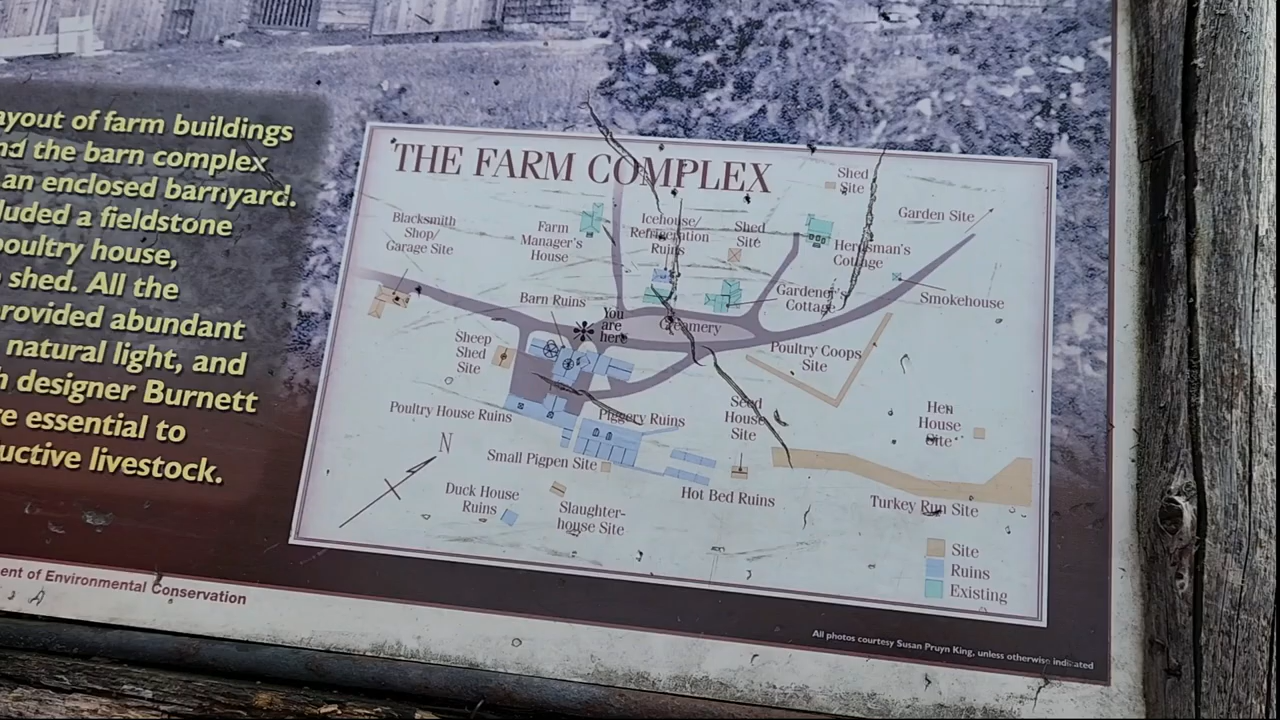 ayout of farm buildings
nd the barn complex
an enclosed barnyard.
luded a fieldstone
poultry house,
shed. All the
rovided abundant
natural light, and
h designer Burnett
re essential to
uctive livestock.
THE FARM COMPLEX
Shed
Site
Garden Site
Blacksmith
Shop/
Garage Site
Farm
Manager's
House
Icehouse/
Refrigeration
Ruins
Shed
Site
Herdsman's
Cottage
Smokehouse
Gardener's
Cottage
Barn Ruins
You
are
here
Creamery
Sheep
Shed
Site
Poultry Coops
Site
Poultry House Ruins
Piggery Ruins
Seed
House
Site
Hen
House
Site
N
Small Pigpen Site
Hot Bed Ruins
Duck House
Ruins
Slaughter-
house Site
Turkey Run Site
Site
Ruins
Existing
ent of Environmental Conservation
All photos courtesy Susan Pruyn King, unless otherwise indicated